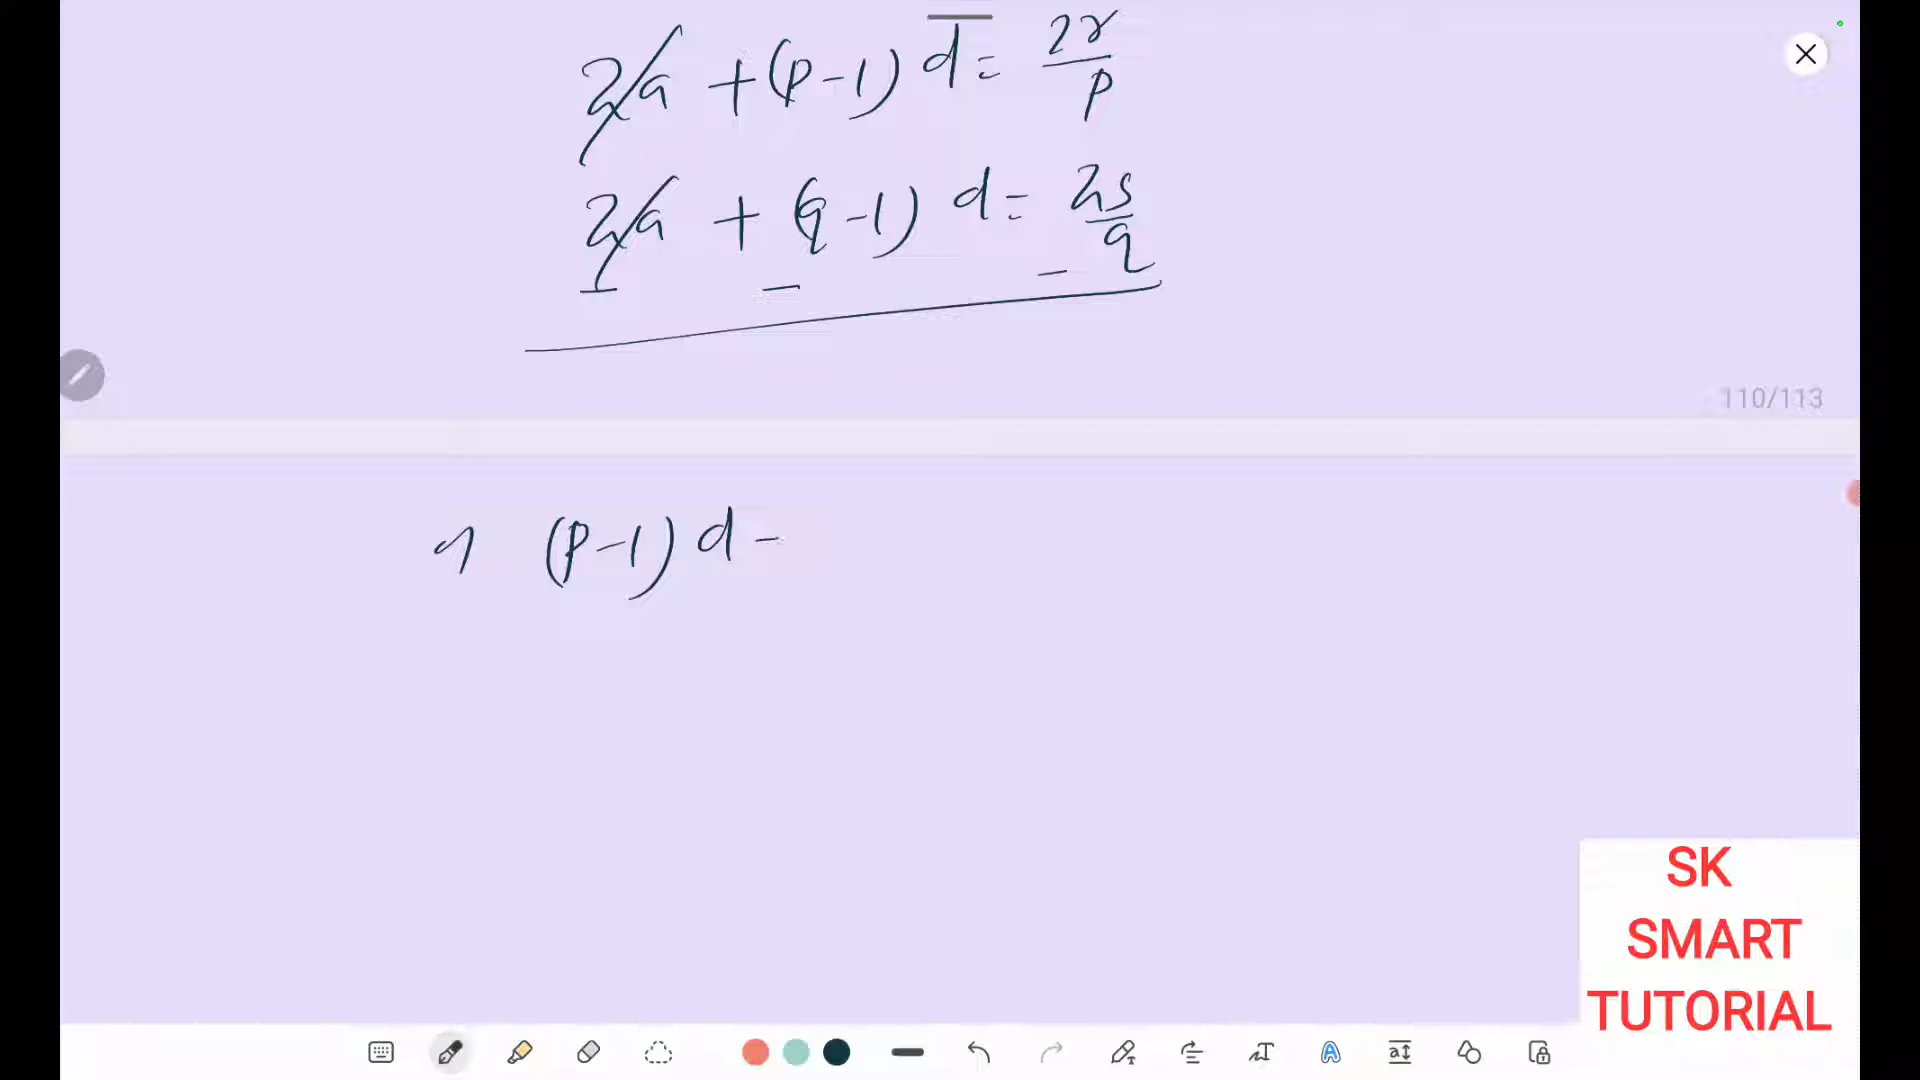 2a + (p-1) d = 2r/p
2a + (q-1) d = 2s/q
- - -
110/113
(p-1) d -
SK
SMART
TUTORIAL